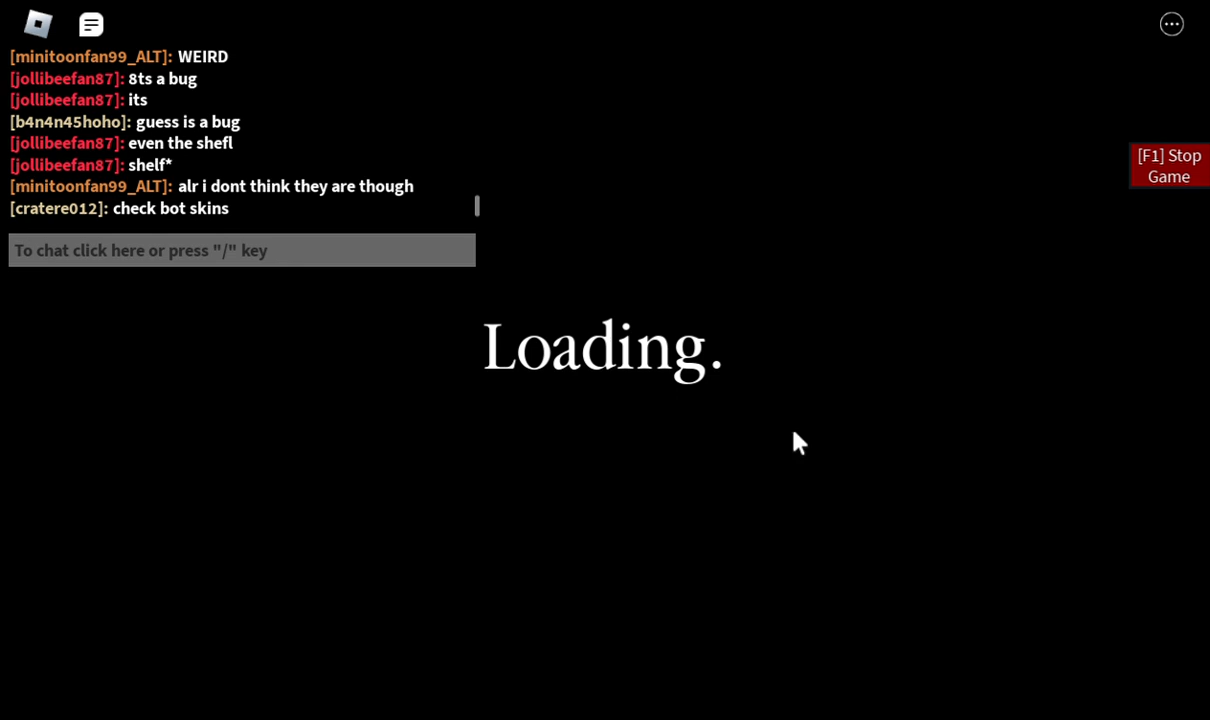 [minitoonfan99_ALT]: WEIRD
[jollibeefan87]: 8ts a bug
[jollibeefan87]: its
[b4n4n45hoho]: guess is a bug
[jollibeefan87]: even the shefl
[jollibeefan87]: shelf*
[minitoonfan99_ALT]: alr i dont think they are though
[cratere012]: check bot skins
To chat click here or press "/" key
[F1] Stop
Game
Loading.